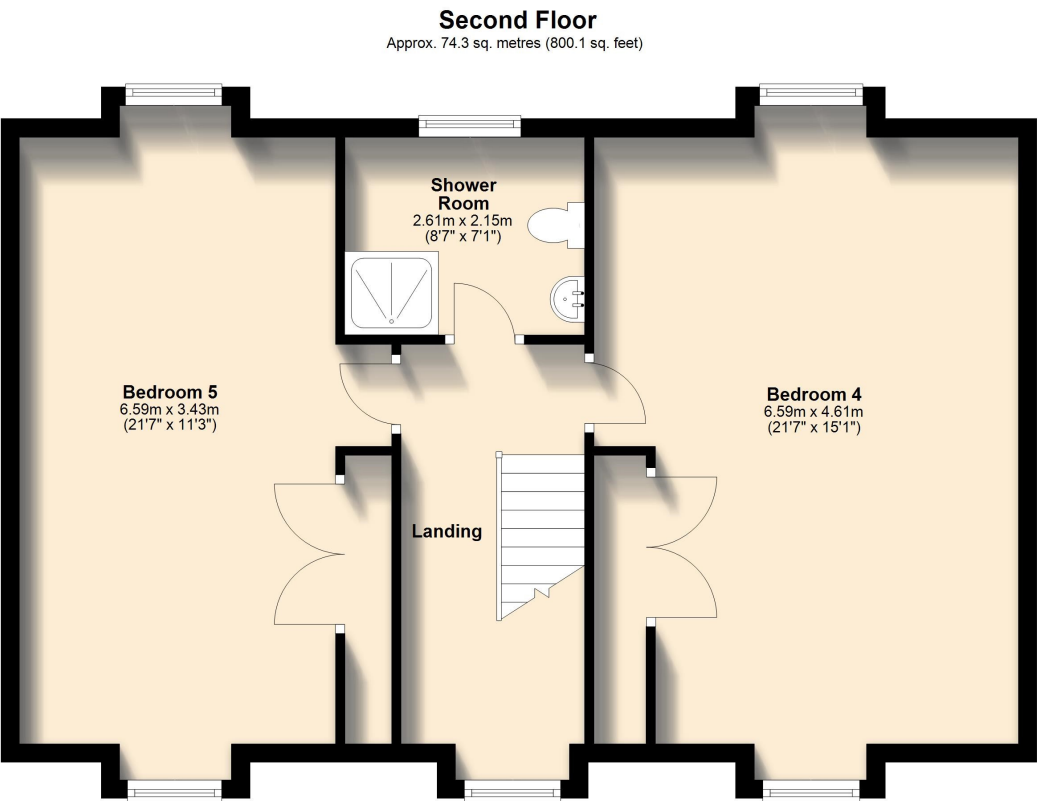 Second Floor
Approx. 74.3 sq. metres (800.1 sq. feet)
Shower
Room
2.61m x 2.15m
(8'7" x 7'1")
Bedroom 5
6.59m x 3.43m
(21'7" x 11'3")
Bedroom 4
6.59m x 4.61m
(21'7" x 15'1")
Landing